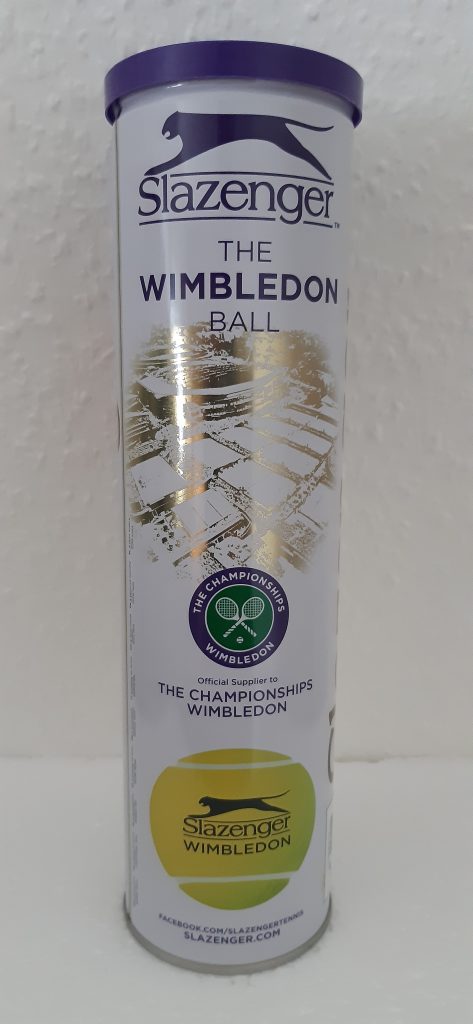 Slazenger™
THE
WIMBLEDON
BALL
THE CHAMPIONSHIPS
WIMBLEDON
Official Supplier to
THE CHAMPIONSHIPS
WIMBLEDON
Slazenger
WIMBLEDON
FACEBOOK.COM/SLAZENGERTENNIS
SLAZENGER.COM